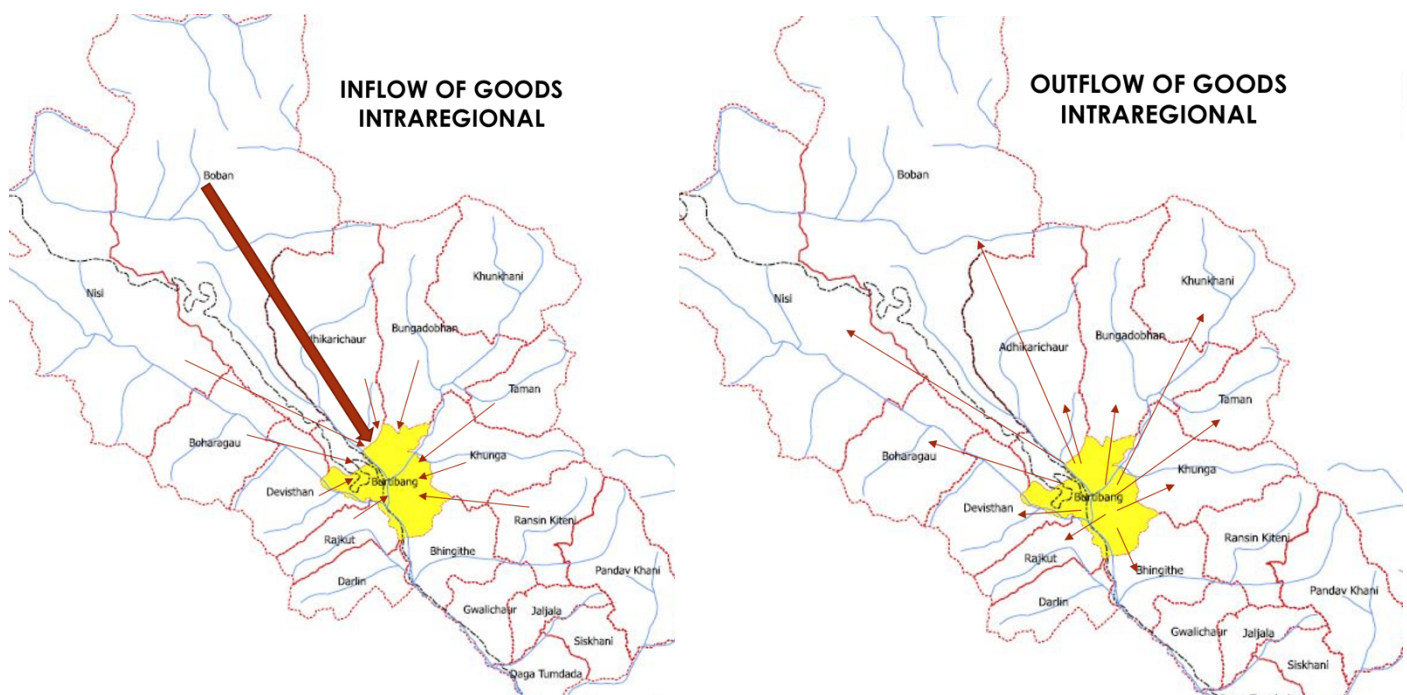 INFLOW OF GOODS
INTRAREGIONAL
Boban
Khunkhani
Nisi
dhikarichaur
Bungadobhan
Taman
Boharagau
Khunga
Devisthan
Burtibang
Ransin Kiteni
Rajkut
Bhingithe
Darlin
Pandav Khani
Gwalichaur
Jaljala
Siskhani
Daga Tumdada
OUTFLOW OF GOODS
INTRAREGIONAL
Boban
Khunkhani
Nisi
Adhikarichaur
Bungadobhan
Taman
Boharagau
Khunga
Devisthan
Burtibang
Ransin Kiteni
Rajkut
Bhingithe
Darlin
Pandav Khani
Gwalichaur
Jaljala
Siskhani